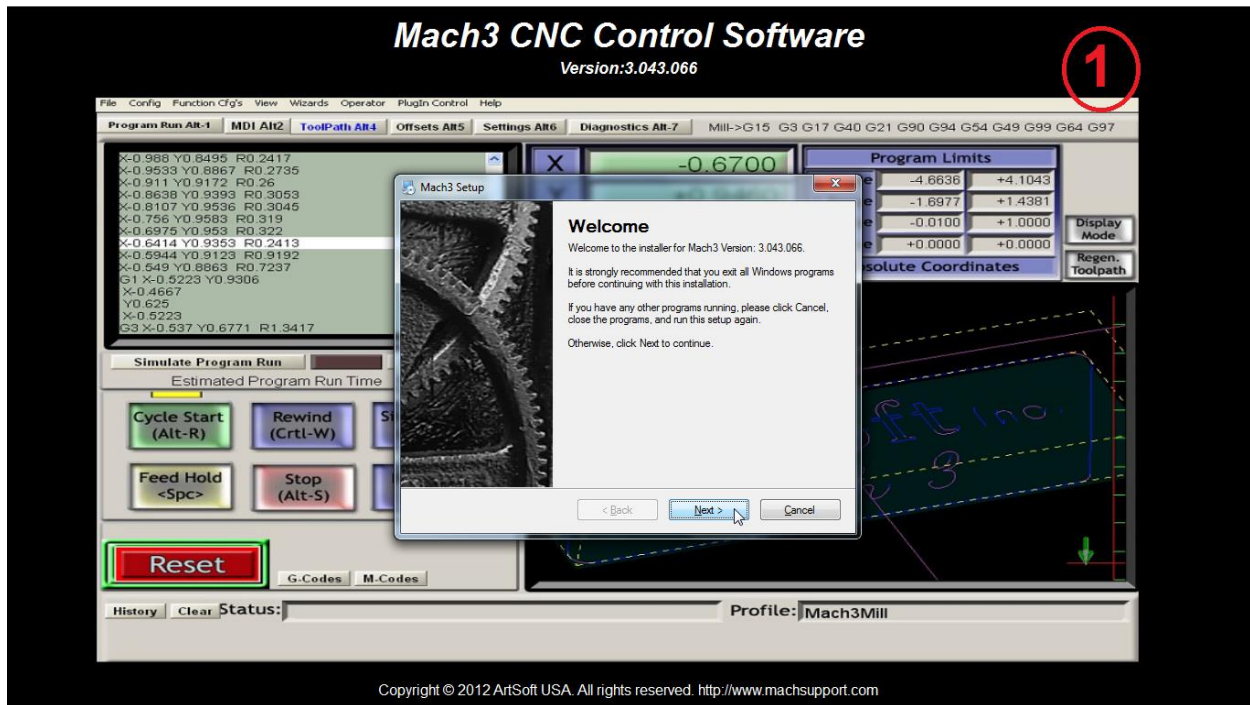 Mach3 CNC Control Software
Version:3.043.066
1
File Config Function Cfg's View Wizards Operator PlugIn Control Help
Program Run Alt-1 MDI Alt2 ToolPath Alt4 Offsets Alt5 Settings Alt6 Diagnostics Alt-7 Mill->G15 G3 G17 G40 G21 G90 G94 G54 G49 G99 G64 G97
X-0.988 Y0.8495 R0.2417
X-0.9533 Y0.8867 R0.2735
X-0.911 Y0.9172 R0.26
X-0.8638 Y0.9393 R0.3053
X-0.8107 Y0.9536 R0.3045
X-0.756 Y0.9583 R0.319
X-0.6975 Y0.953 R0.322
X-0.6414 Y0.9353 R0.2413
X-0.5944 Y0.9123 R0.9192
X-0.549 Y0.8863 R0.7237
G1 X-0.5223 Y0.9306
X-0.4667
Y0.625
X-0.5223
G3 X-0.537 Y0.6771 R1.3417
X -0.6700
Program Limits
-4.6636 +4.1043
-1.6977 +1.4381
-0.0100 +1.0000
+0.0000 +0.0000
Coordinates
Display
Mode
Regen.
Toolpath
Mach3 Setup
Welcome
Welcome to the installer for Mach3 Version: 3.043.066.
It is strongly recommended that you exit all Windows programs
before continuing with this installation.
If you have any other programs running, please click Cancel,
close the programs, and run this setup again.
Otherwise, click Next to continue.
< Back Next > Cancel
Simulate Program Run
Estimated Program Run Time
Cycle Start
(Alt-R)
Rewind
(Crtl-W)
Feed Hold
<Spc>
Stop
(Alt-S)
Inc.
3
Reset
G-Codes M-Codes
History Clear Status: Profile: Mach3Mill
Copyright © 2012 ArtSoft USA. All rights reserved. http://www.machsupport.com